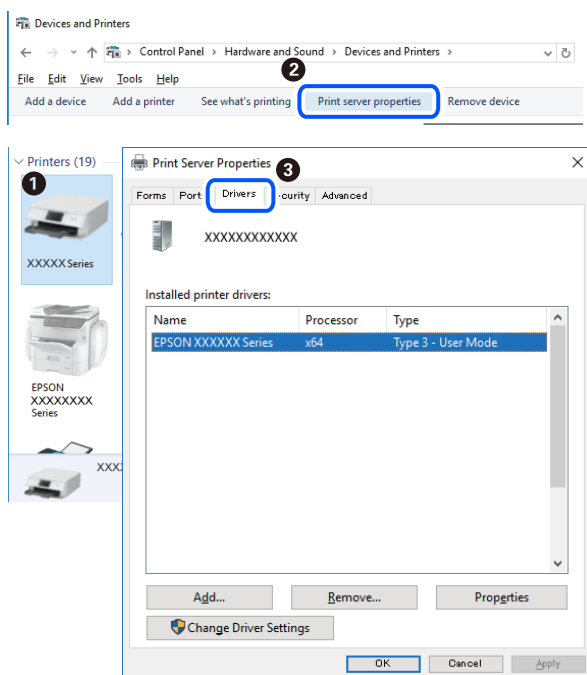 Devices and Printers
Control Panel > Hardware and Sound > Devices and Printers >
2
File Edit View Tools Help
Add a device Add a printer See what's printing Print server properties Remove device
Printers (19)
1
XXXXX Series
EPSON
XXXXXXXX
Series
XXX
Print Server Properties
3
Forms Port Drivers curity Advanced
XXXXXXXXXXXX
Installed printer drivers:
Name Processor Type
EPSON XXXXXX Series x64 Type 3 - User Mode
Add... Remove... Properties
Change Driver Settings
OK Cancel Apply